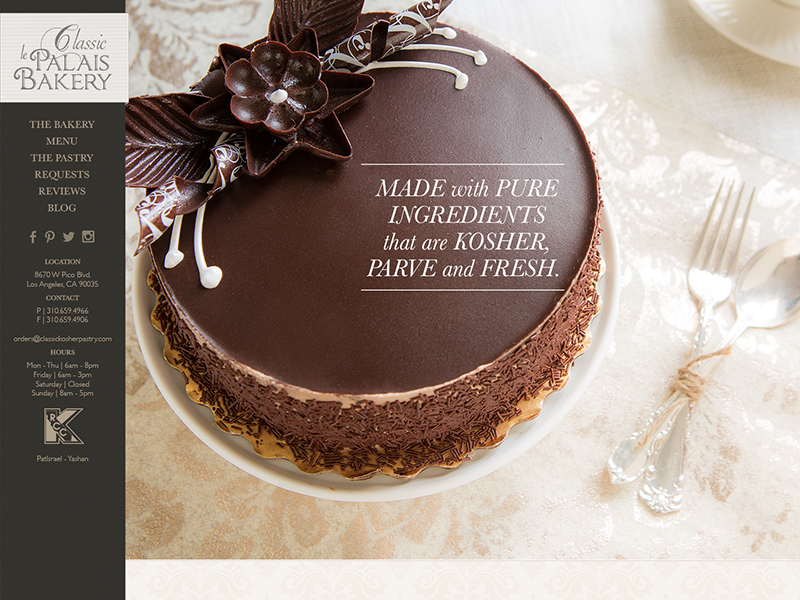 Classic
le PALAIS
BAKERY
THE BAKERY
MENU
THE PASTRY
REQUESTS
REVIEWS
BLOG
LOCATION
8670 W Pico Blvd.
Los Angeles, CA 90035
CONTACT
P | 310.659.4966
F | 310.659.4906
orders@classickosherpastry.com
HOURS
Mon - Thu | 6am - 8pm
Friday | 6am - 3pm
Saturday | Closed
Sunday | 8am - 5pm
K
RCC
PatIsrael - Yashan
MADE with PURE
INGREDIENTS
that are KOSHER,
PARVE and FRESH.